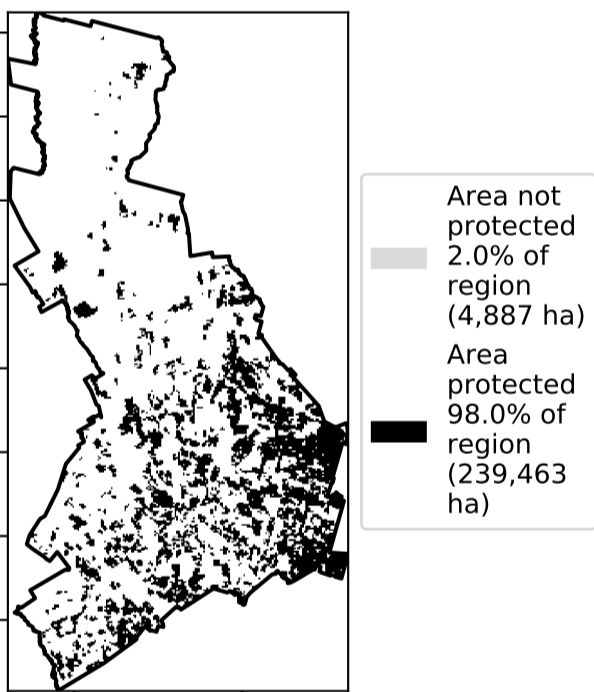 Area not
protected
2.0% of
region
(4,887 ha)
Area
protected
98.0% of
region
(239,463
ha)